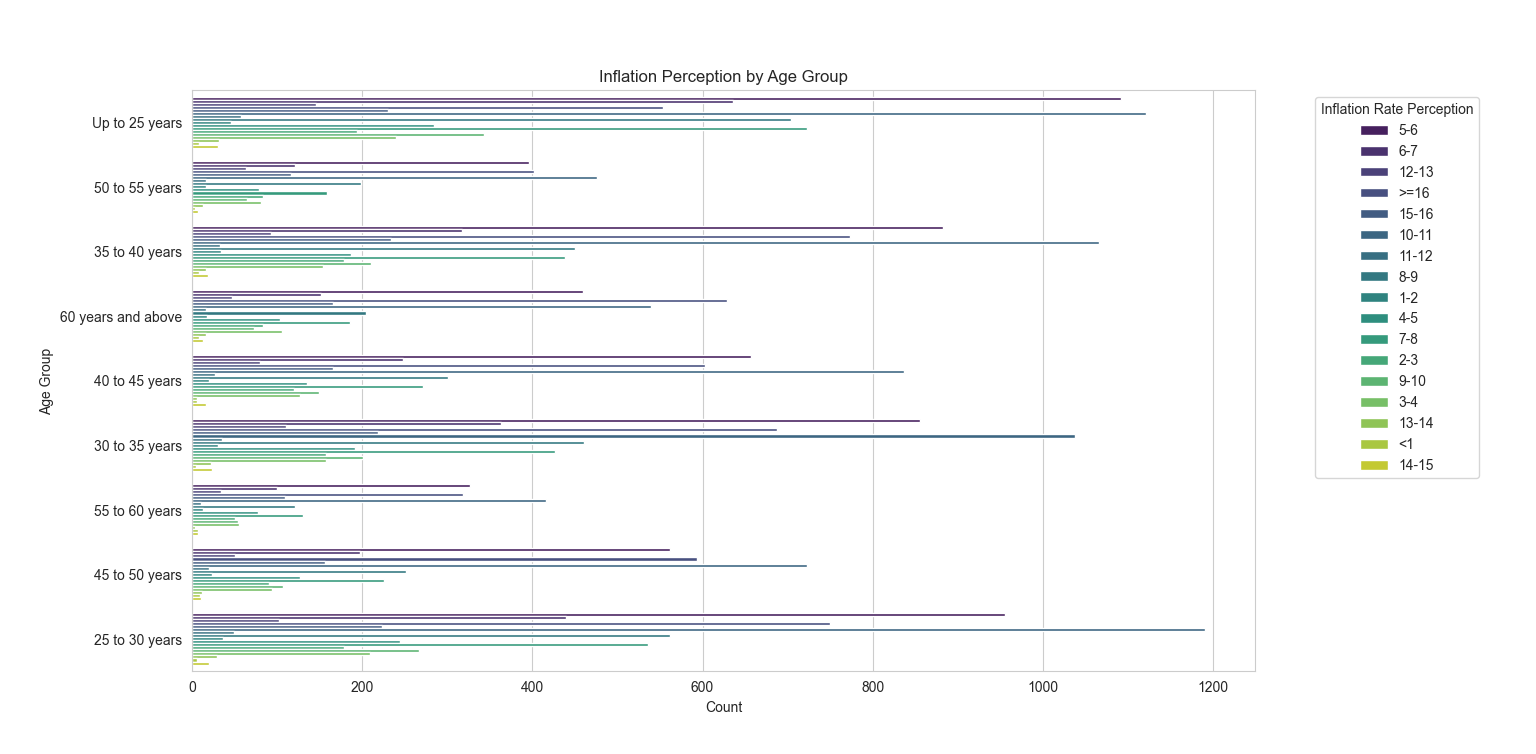 Inflation Perception by Age Group
Age Group
Up to 25 years
50 to 55 years
35 to 40 years
60 years and above
40 to 45 years
30 to 35 years
55 to 60 years
45 to 50 years
25 to 30 years
0 200 400 600 800 1000 1200
Count
Inflation Rate Perception
5-6
6-7
12-13
>=16
15-16
10-11
11-12
8-9
1-2
4-5
7-8
2-3
9-10
3-4
13-14
<1
14-15